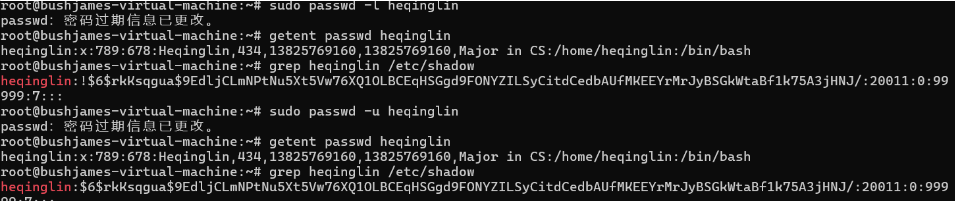 root@bushjames-virtual-machine:~# sudo passwd -l heqinglin
passwd：密码过期信息已更改。
root@bushjames-virtual-machine:~# getent passwd heqinglin
heqinglin:x:789:678:Heqinglin,434,13825769160,13825769160,Major in CS:/home/heqinglin:/bin/bash
root@bushjames-virtual-machine:~# grep heqinglin /etc/shadow
heqinglin:!$6$rkKsqgua$9EdljCLmNPtNu5Xt5Vw76XQ1OLBCEqHSGgd9FONYZILSyCitdCedbAUfMKEEYrMrJyBSGkWtaBf1k75A3jHNJ/:20011:0:99
999:7:::
root@bushjames-virtual-machine:~# sudo passwd -u heqinglin
passwd：密码过期信息已更改。
root@bushjames-virtual-machine:~# getent passwd heqinglin
heqinglin:x:789:678:Heqinglin,434,13825769160,13825769160,Major in CS:/home/heqinglin:/bin/bash
root@bushjames-virtual-machine:~# grep heqinglin /etc/shadow
heqinglin:$6$rkKsqgua$9EdljCLmNPtNu5Xt5Vw76XQ1OLBCEqHSGgd9FONYZILSyCitdCedbAUfMKEEYrMrJyBSGkWtaBf1k75A3jHNJ/:20011:0:999
99:7:::